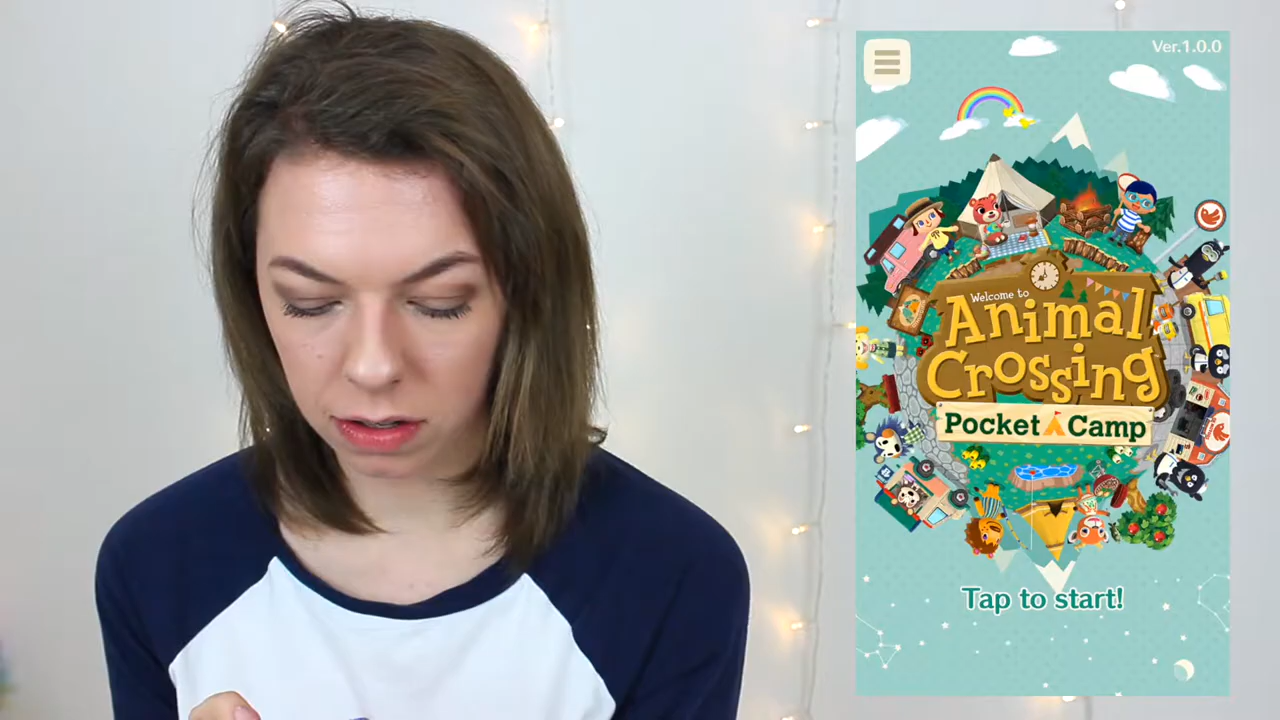 Ver.1.0.0
Welcome to
Animal
Crossing
Pocket Camp
Tap to start!